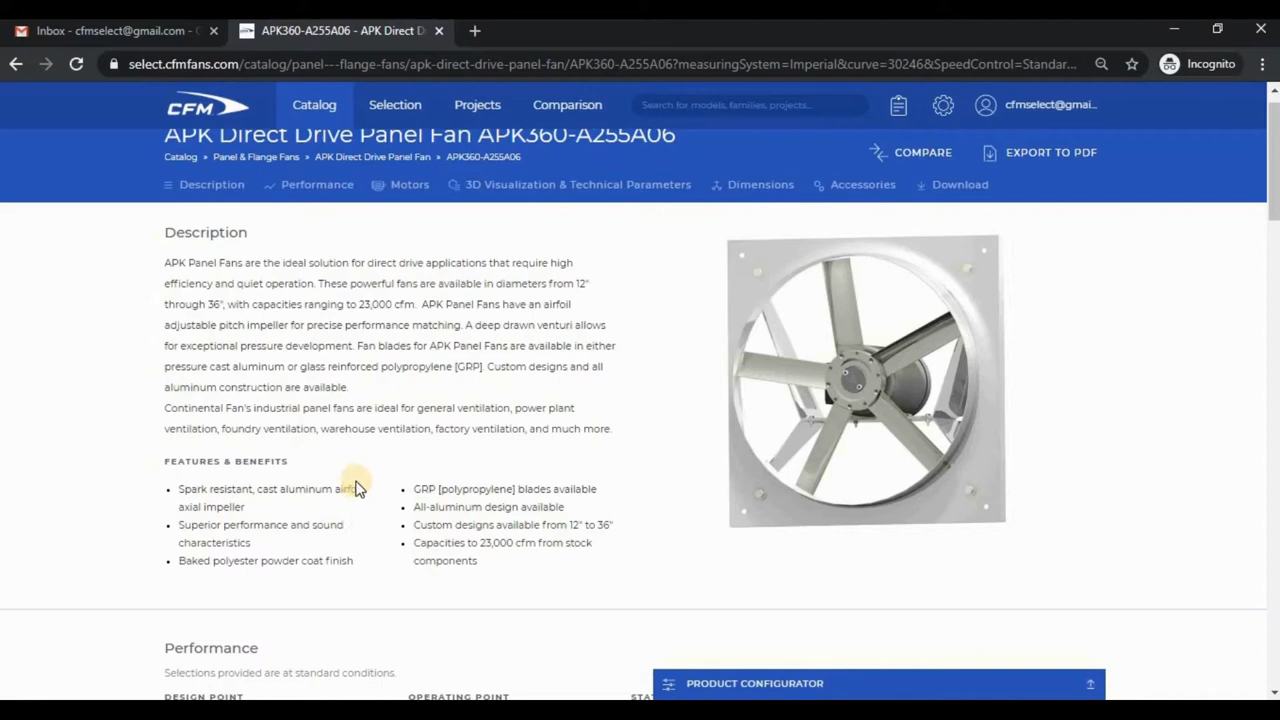 Inbox - cfmselect@gmail.com -
APK360-A255A06 - APK Direct D
select.cfmfans.com/catalog/panel---flange-fans/apk-direct-drive-panel-fan/APK360-A255A06?measuringSystem=Imperial&curve=30246&SpeedControl=Standar...
Incognito
CFM
Catalog
Selection
Projects
Comparison
Search for models, families, projects...
cfmselect@gmai...
APK Direct Drive Panel Fan APK360-A255A06
Catalog » Panel & Flange Fans » APK Direct Drive Panel Fan » APK360-A255A06
COMPARE
EXPORT TO PDF
Description
Performance
Motors
3D Visualization & Technical Parameters
Dimensions
Accessories
Download
Description
APK Panel Fans are the ideal solution for direct drive applications that require high
efficiency and quiet operation. These powerful fans are available in diameters from 12"
through 36", with capacities ranging to 23,000 cfm. APK Panel Fans have an airfoil
adjustable pitch impeller for precise performance matching. A deep drawn venturi allows
for exceptional pressure development. Fan blades for APK Panel Fans are available in either
pressure cast aluminum or glass reinforced polypropylene [GRP]. Custom designs and all
aluminum construction are available.
Continental Fan's industrial panel fans are ideal for general ventilation, power plant
ventilation, foundry ventilation, warehouse ventilation, factory ventilation, and much more.
FEATURES & BENEFITS
• Spark resistant, cast aluminum
axial impeller
• Superior performance and sound
characteristics
• Baked polyester powder coat finish
• GRP [polypropylene] blades available
• All-aluminum design available
• Custom designs available from 12" to 36"
• Capacities to 23,000 cfm from stock
components
Performance
Selections provided are at standard conditions.
DESIGN POINT
OPERATING POINT
PRODUCT CONFIGURATOR